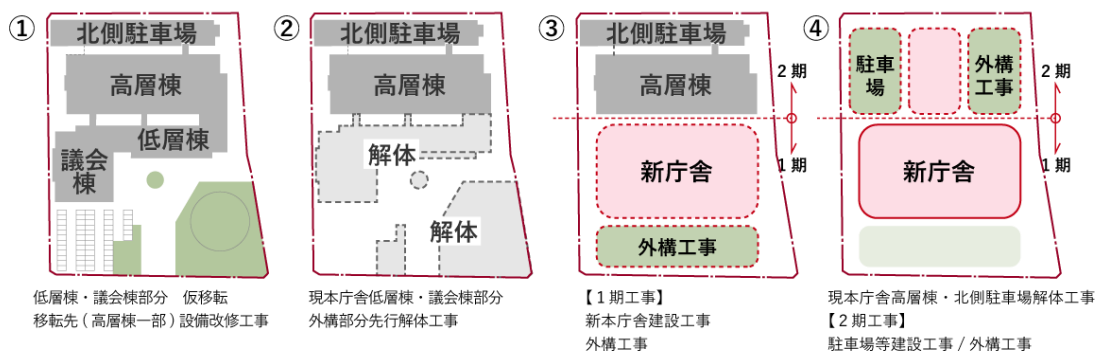 ①
北側駐車場
高層棟
低層棟
議会
棟
低層棟・議会棟部分 仮移転
移転先(高層棟一部)設備改修工事
②
北側駐車場
高層棟
解体
解体
現本庁舎低層棟・議会棟部分
外構部分先行解体工事
③
北側駐車場
高層棟
2期
1期
新庁舎
外構工事
【1期工事】
新本庁舎建設工事
外構工事
④
駐車
場
外構
工事
2期
1期
新庁舎
現本庁舎高層棟・北側駐車場解体工事
【2期工事】
駐車場等建設工事/外構工事